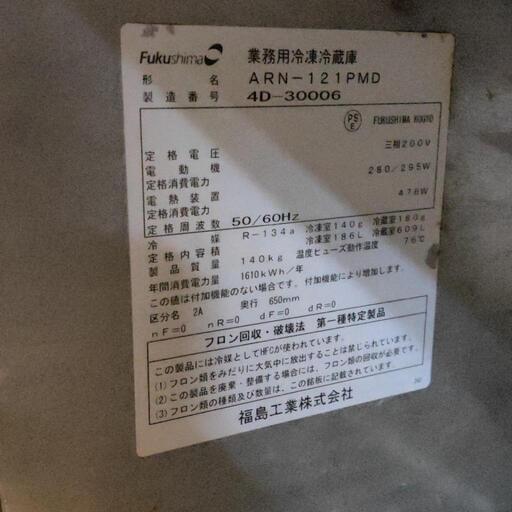 Fukushima 業務用冷凍冷蔵庫
形名 ARN-121PMD
製造番号 4D-30006
PS E FUKUSHIMA KOGYO
定格電圧 三相200V
電動機
定格消費電力 280/295W
電熱装置
定格消費電力 476W
定格周波数 50/60Hz
冷媒 R-134a 冷凍室140g 冷蔵室180g
定格内容積 冷凍室186L 冷蔵室609L
製品質量 140kg 温度ヒューズ動作温度 76℃
年間消費電力量 1610kWh/年
この値は付加機能のない場合です。付加機能により増加します。
区分名 2A 奥行 650mm
nF=0 nR=0 dF=0 dR=0
フロン回収・破壊法 第一種特定製品
この製品には冷媒としてHFCが使われています。
(1)フロン類をみだりに大気中に放出することは禁じられています。
(2)この製品を廃棄・整備する場合には、フロン類の回収が必要です。
(3)フロン類の種類及び数量は、この銘板に記載されています。
福島工業株式会社